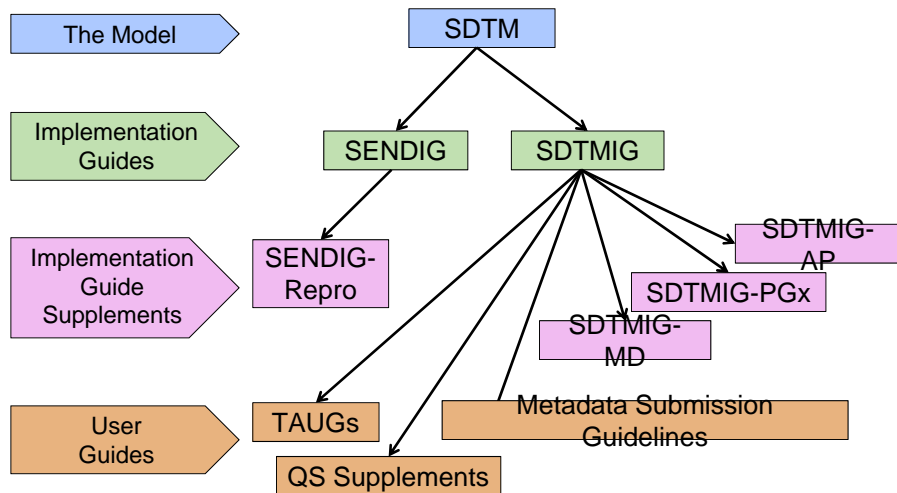 The Model
SDTM
Implementation
Guides
SENDIG
SDTMIG
Implementation
Guide
Supplements
SENDIG-
Repro
SDTMIG-
AP
SDTMIG-PGx
SDTMIG-
MD
User
Guides
TAUGs
Metadata Submission
Guidelines
QS Supplements